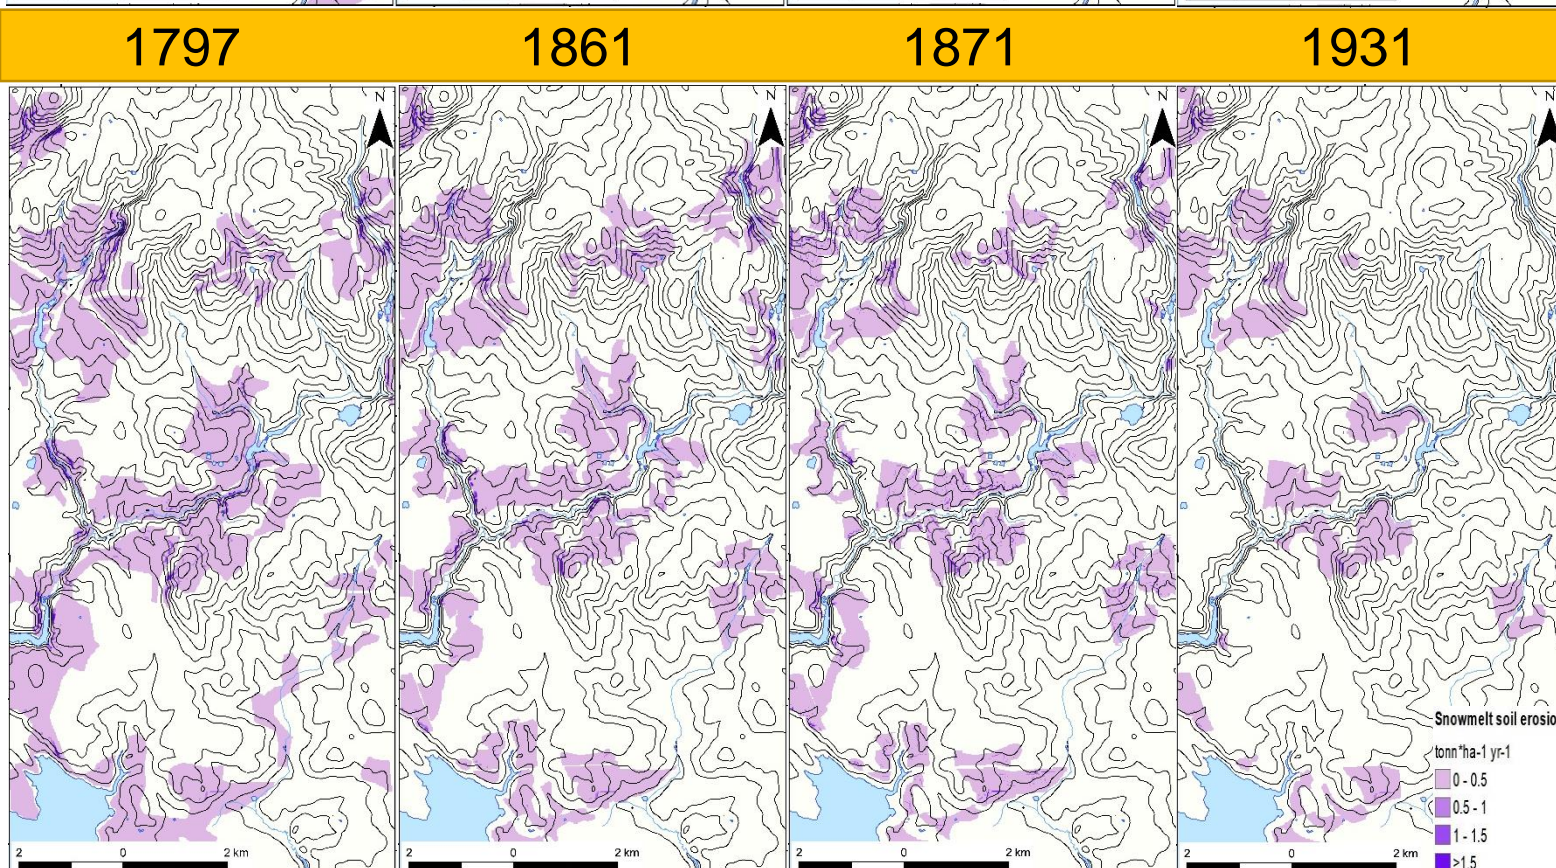 1797 1861 1871 1931
N N N N
Snowmelt soil erosio
tonn*ha-1 yr-1
0 - 0.5
0.5 - 1
1 - 1.5
>1.5
2 0 2 km 2 0 2 km 2 0 2 km 2 0 2 km